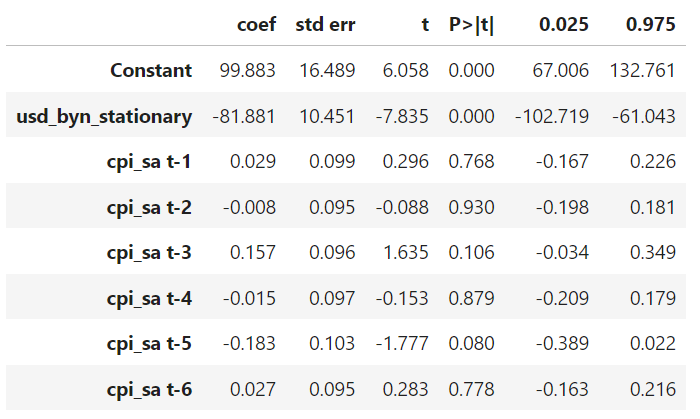 coef std err t P>|t| 0.025 0.975
Constant 99.883 16.489 6.058 0.000 67.006 132.761
usd_byn_stationary -81.881 10.451 -7.835 0.000 -102.719 -61.043
cpi_sa t-1 0.029 0.099 0.296 0.768 -0.167 0.226
cpi_sa t-2 -0.008 0.095 -0.088 0.930 -0.198 0.181
cpi_sa t-3 0.157 0.096 1.635 0.106 -0.034 0.349
cpi_sa t-4 -0.015 0.097 -0.153 0.879 -0.209 0.179
cpi_sa t-5 -0.183 0.103 -1.777 0.080 -0.389 0.022
cpi_sa t-6 0.027 0.095 0.283 0.778 -0.163 0.216